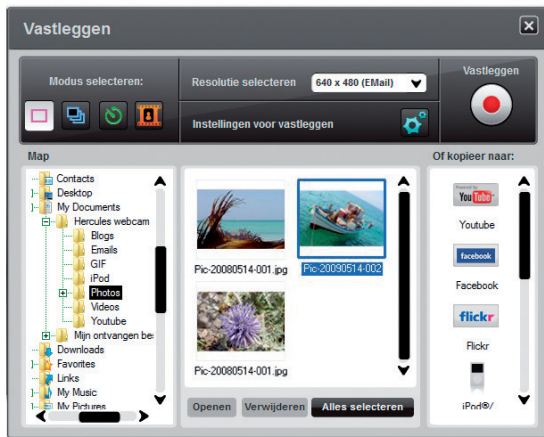 Vastleggen
Modus selecteren:
Resolutie selecteren
640 x 480 (EMail)
Instellingen voor vastleggen
Vastleggen
Map
Contacts
Desktop
My Documents
Hercules webcam
Blogs
Emails
GIF
iPod
Photos
Videos
Youtube
Mijn ontvangen be
Downloads
Favorites
Links
My Music
My Pictures
Pic-20080514-001.jpg
Pic-20090514-002
Pic-20080514-001.jpg
Openen
Verwijderen
Alles selecteren
Of kopieer naar:
You Tube
Youtube
facebook
Facebook
flickr
Flickr
iPod®/